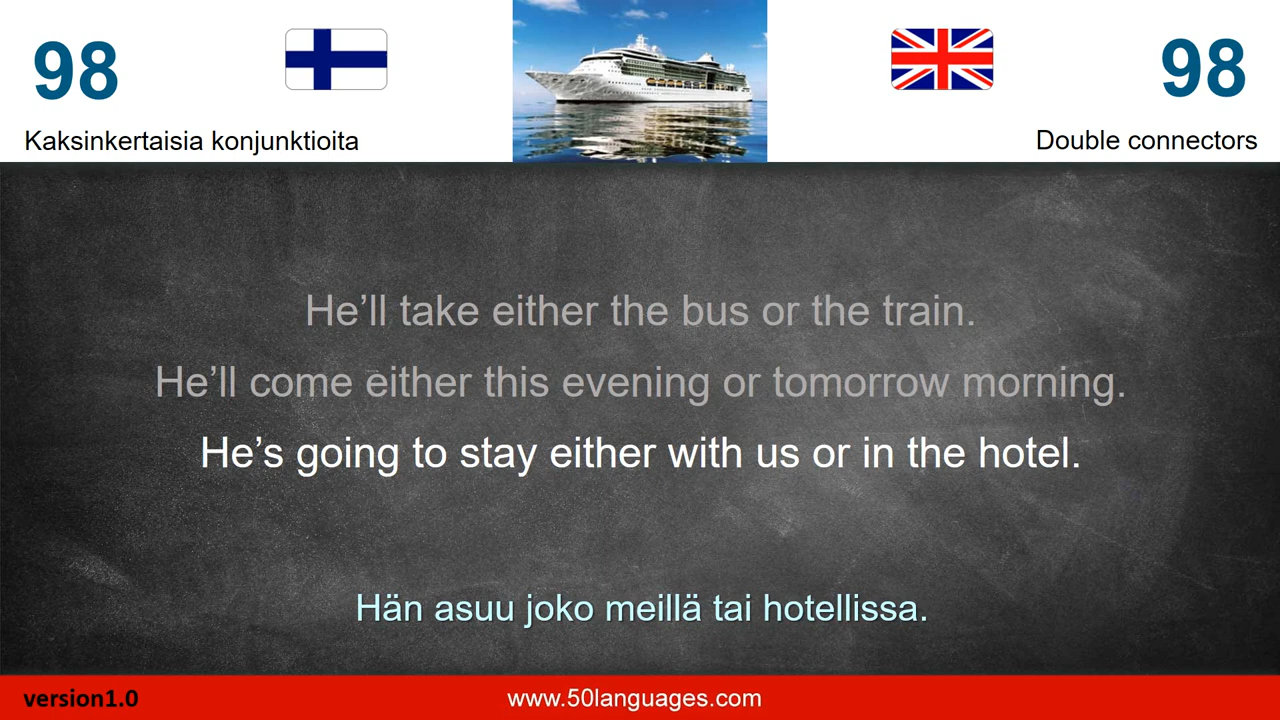 98
98
Kaksinkertaisia konjunktioita
Double connectors
He’ll take either the bus or the train.
He’ll come either this evening or tomorrow morning.
He’s going to stay either with us or in the hotel.
Hän asuu joko meillä tai hotellissa.
version1.0
www.50languages.com